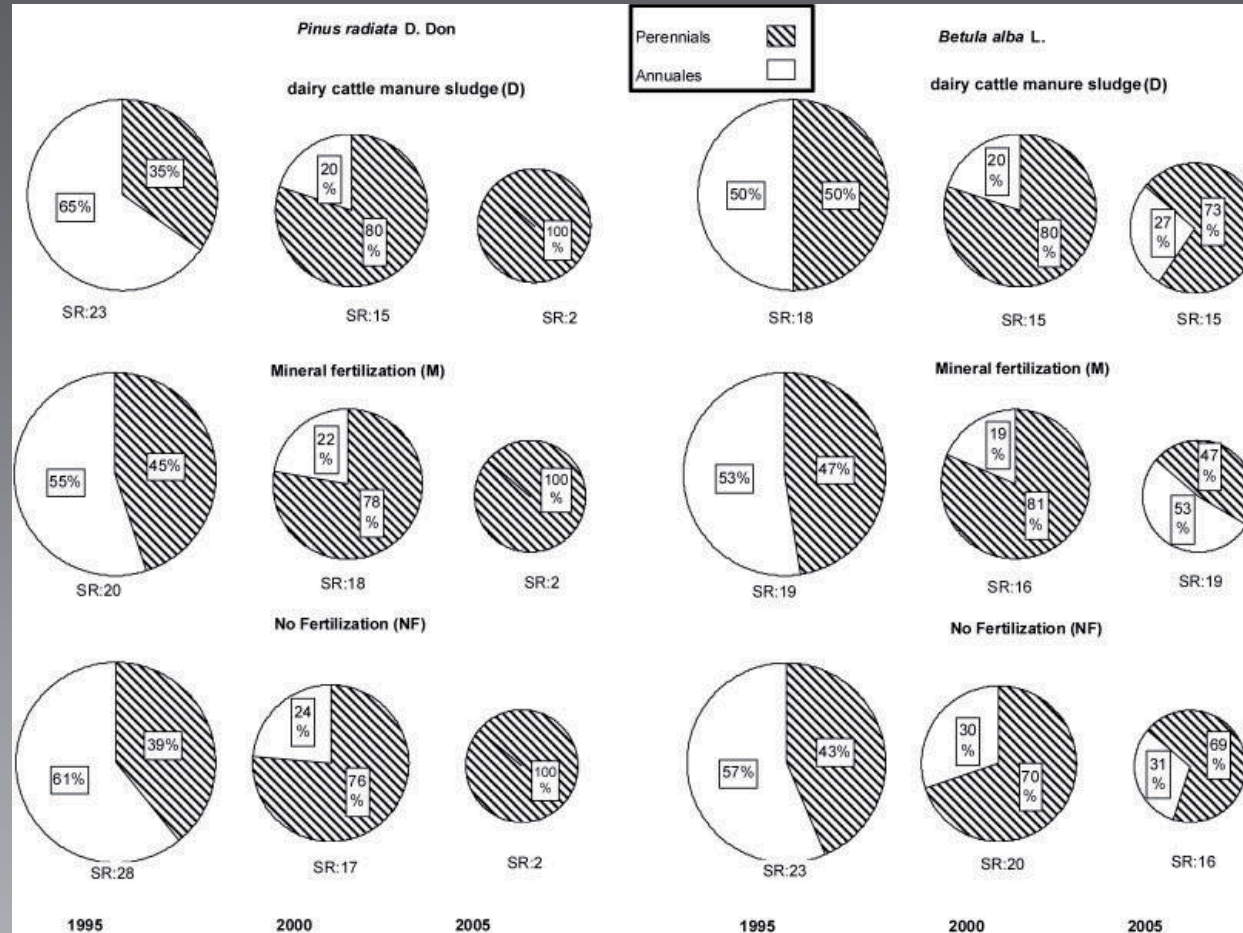 Pinus radiata D. Don
Perennials
Annuales
Betula alba L.
dairy cattle manure sludge (D)
dairy cattle manure sludge (D)
35%
65%
20
%
80
%
100
%
50%
50%
20
%
80
%
73
%
27
%
SR:23
SR:15
SR:2
SR:18
SR:15
SR:15
Mineral fertilization (M)
Mineral fertilization (M)
55%
45%
22
%
78
%
100
%
53%
47%
19
%
81
%
47
%
53
%
SR:20
SR:18
SR:2
SR:19
SR:16
SR:19
No Fertilization (NF)
No Fertilization (NF)
39%
61%
24
%
76
%
100
%
57%
43%
30
%
70
%
69
%
31
%
SR:28
SR:17
SR:2
SR:23
SR:20
SR:16
1995
2000
2005
1995
2000
2005